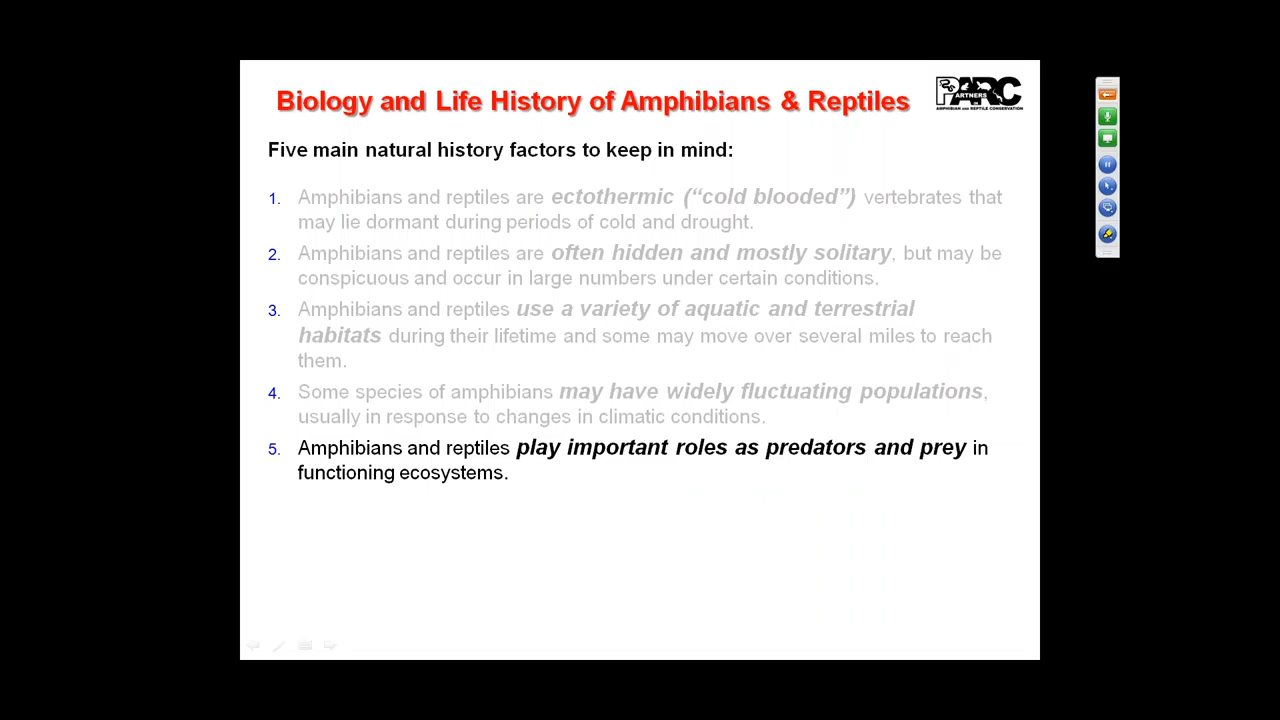 Biology and Life History of Amphibians & Reptiles
PARC
PARTNERS
AMPHIBIAN AND REPTILE CONSERVATION
Five main natural history factors to keep in mind:
1. Amphibians and reptiles are ectothermic (“cold blooded”) vertebrates that
may lie dormant during periods of cold and drought.
2. Amphibians and reptiles are often hidden and mostly solitary, but may be
conspicuous and occur in large numbers under certain conditions.
3. Amphibians and reptiles use a variety of aquatic and terrestrial
habitats during their lifetime and some may move over several miles to reach
them.
4. Some species of amphibians may have widely fluctuating populations,
usually in response to changes in climatic conditions.
5. Amphibians and reptiles play important roles as predators and prey in
functioning ecosystems.